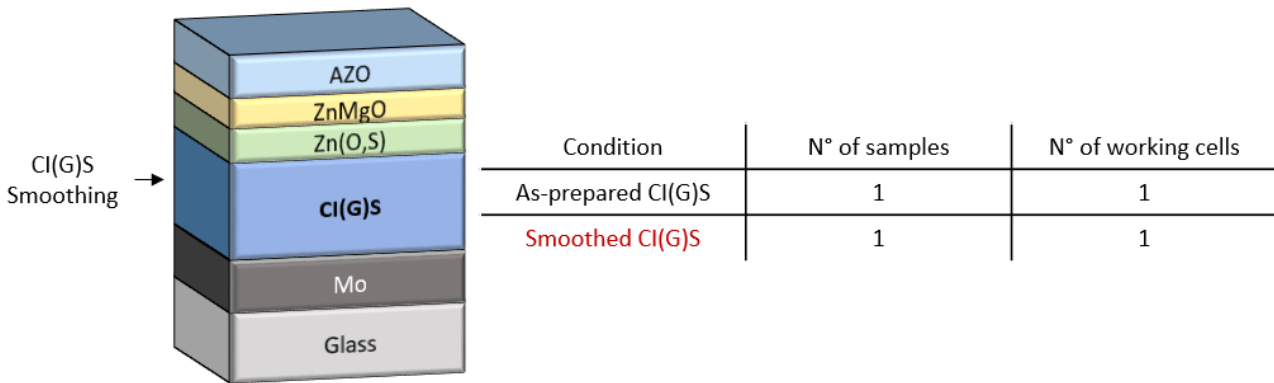 CI(G)S
Smoothing
AZO
ZnMgO
Zn(O,S)
CI(G)S
Mo
Glass
Condition N° of samples N° of working cells
As-prepared CI(G)S 1 1
Smoothed CI(G)S 1 1